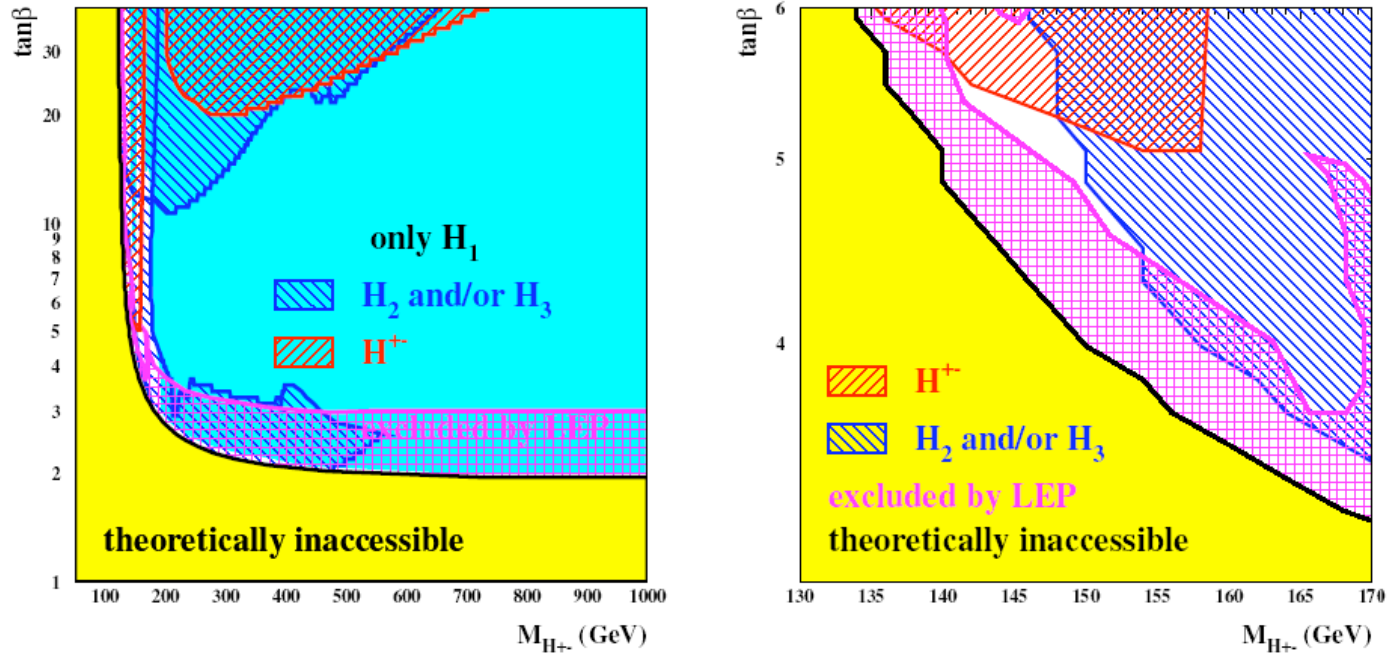 tanβ
30
20
10
9
8
7
6
5
4
3
2
1
only H₁
H₂ and/or H₃
H⁺⁻
excluded by LEP
theoretically inaccessible
100 200 300 400 500 600 700 800 900 1000
M_H+- (GeV)
tanβ
6
5
4
H⁺⁻
H₂ and/or H₃
excluded by LEP
theoretically inaccessible
130 135 140 145 150 155 160 165 170
M_H+- (GeV)